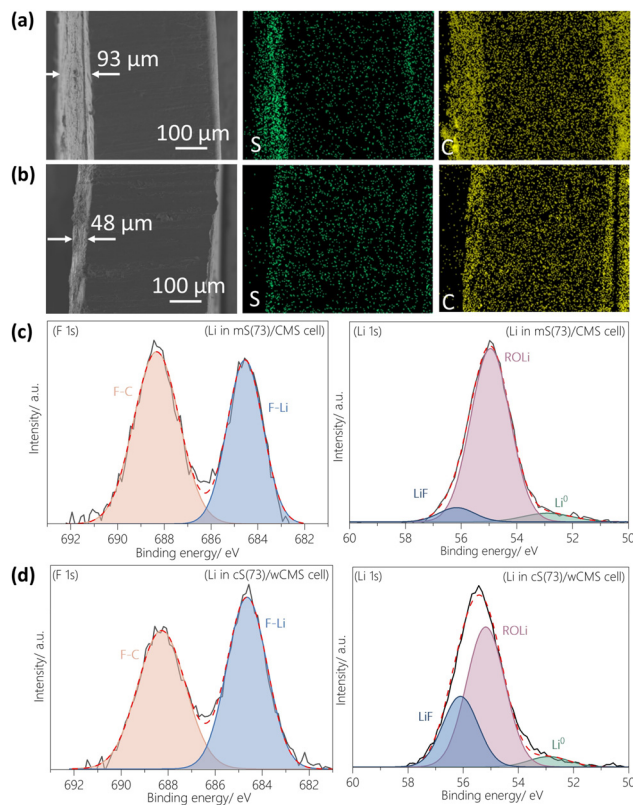 (a)
93 μm
100 μm
S
C
(b)
48 μm
100 μm
S
C
(c)
(F 1s) (Li in mS(73)/CMS cell)
F-C
F-Li
Intensity/ a.u.
692 690 688 686 684 682
Binding energy/ eV
(Li 1s) (Li in mS(73)/CMS cell)
ROLi
LiF
Li⁰
Intensity/ a.u.
60 58 56 54 52 50
Binding energy/ eV
(d)
(F 1s) (Li in cS(73)/wCMS cell)
F-C
F-Li
Intensity/ a.u.
692 690 688 686 684 682
Binding energy/ eV
(Li 1s) (Li in cS(73)/wCMS cell)
ROLi
LiF
Li⁰
Intensity/ a.u.
60 58 56 54 52 50
Binding energy/ eV